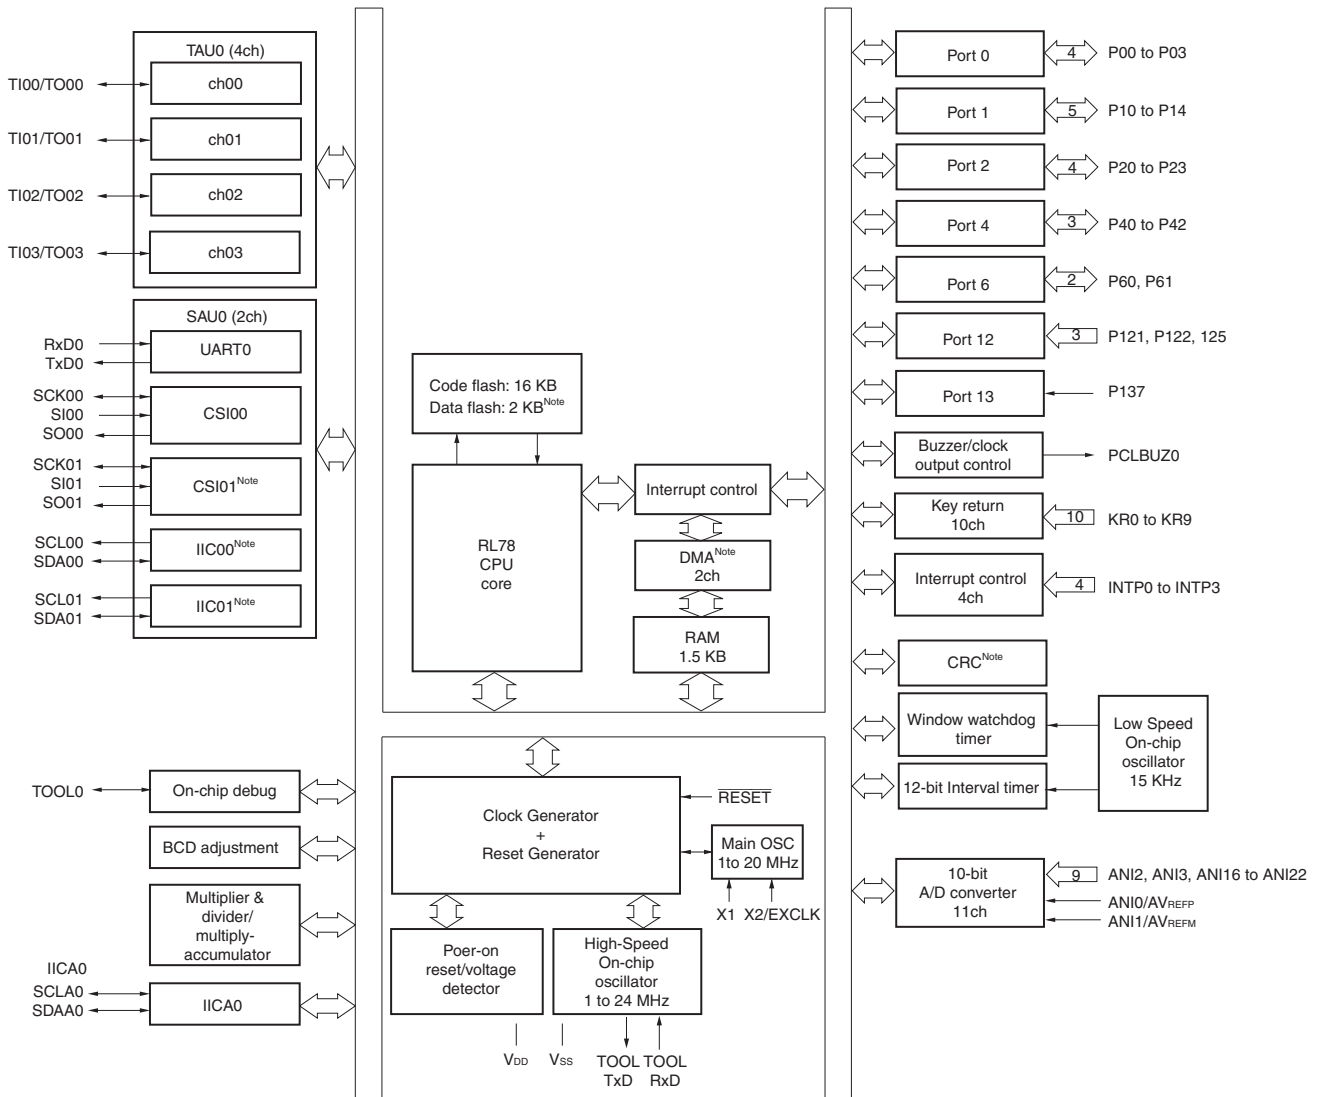 TAU0 (4ch)
TI00/TO00
ch00
TI01/TO01
ch01
TI02/TO02
ch02
TI03/TO03
ch03
SAU0 (2ch)
RxD0
TxD0
UART0
SCK00
SI00
SO00
CSI00
SCK01
SI01
SO01
CSI01Note
SCL00
SDA00
IIC00Note
SCL01
SDA01
IIC01Note
TOOL0
On-chip debug
BCD adjustment
Multiplier &
divider/
multiply-
accumulator
IICA0
SCLA0
SDAA0
IICA0
Code flash: 16 KB
Data flash: 2 KBNote
RL78
CPU
core
Interrupt control
DMANote
2ch
RAM
1.5 KB
Clock Generator
+
Reset Generator
RESET
Main OSC
1to 20 MHz
X1
X2/EXCLK
Poer-on
reset/voltage
detector
High-Speed
On-chip
oscillator
1 to 24 MHz
VDD
VSS
TOOL
TxD
TOOL
RxD
Port 0
4
P00 to P03
Port 1
5
P10 to P14
Port 2
4
P20 to P23
Port 4
3
P40 to P42
Port 6
2
P60, P61
Port 12
3
P121, P122, 125
Port 13
P137
Buzzer/clock
output control
PCLBUZ0
Key return
10ch
10
KR0 to KR9
Interrupt control
4ch
4
INTP0 to INTP3
CRCNote
Window watchdog
timer
12-bit Interval timer
Low Speed
On-chip
oscillator
15 KHz
10-bit
A/D converter
11ch
9
ANI2, ANI3, ANI16 to ANI22
ANI0/AVREFP
ANI1/AVREFM